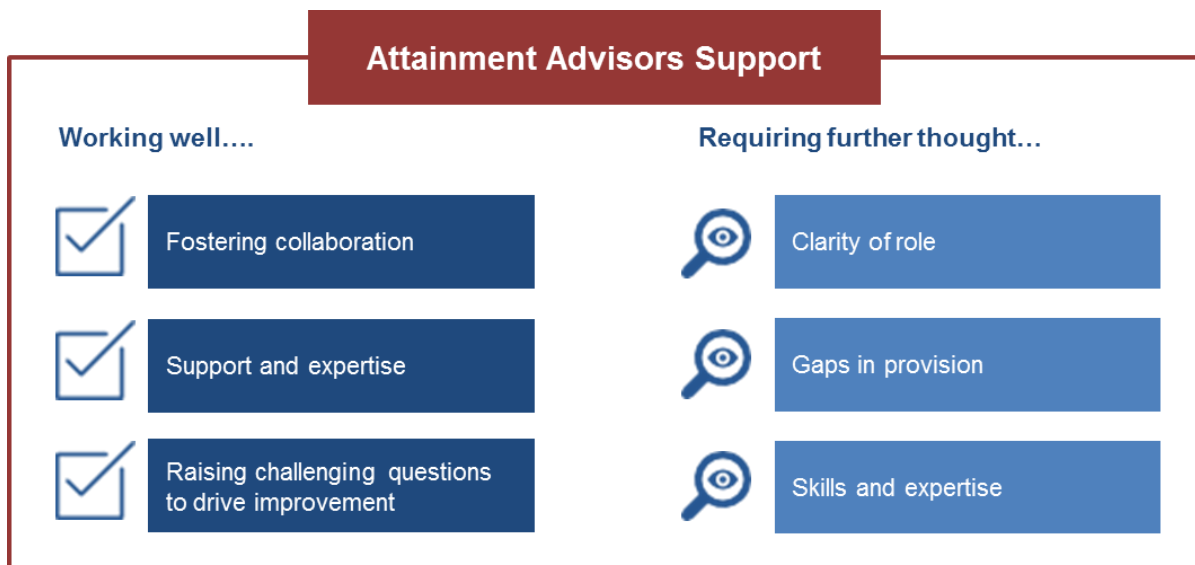 Attainment Advisors Support
Working well….
Fostering collaboration
Support and expertise
Raising challenging questions
to drive improvement
Requiring further thought…
Clarity of role
Gaps in provision
Skills and expertise